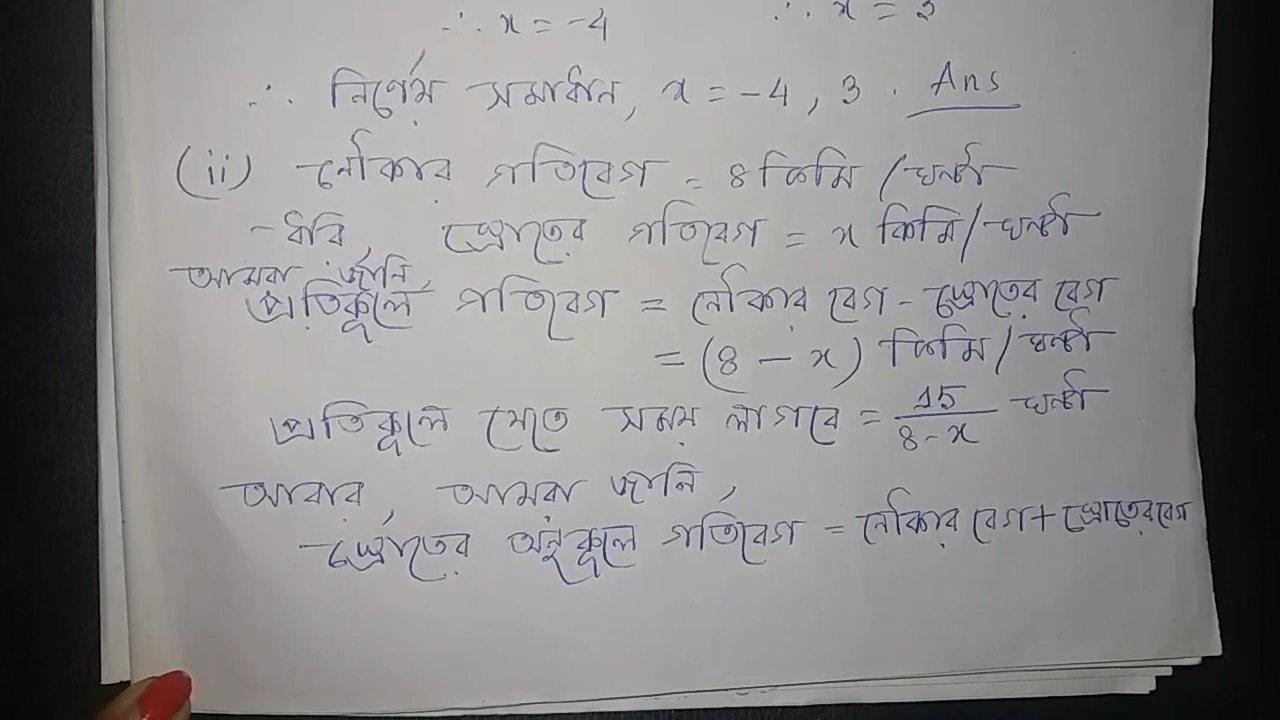 ∴ x = -4    ∴ x = 3
∴ নির্ণেয় সমাধান, x = -4, 3. Ans
(ii) নৌকার গতিবেগ = 8 কিমি/ঘন্টা
ধরি, স্রোতের গতিবেগ = x কিমি/ঘন্টা
আমরা জানি,
প্রতিকূলে গতিবেগ = নৌকার বেগ - স্রোতের বেগ
= (8 - x) কিমি/ঘন্টা
প্রতিকূলে যেতে সময় লাগবে = 15/(8-x) ঘন্টা
আবার, আমরা জানি,
স্রোতের অনুকূলে গতিবেগ = নৌকার বেগ + স্রোতের বেগ